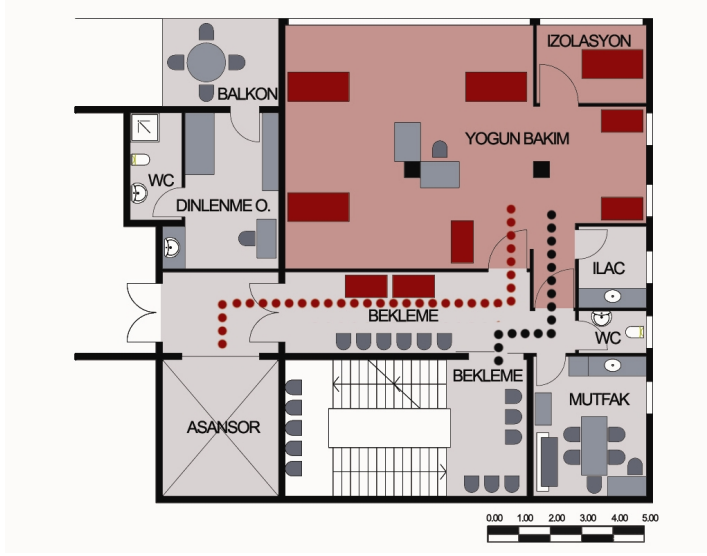 IZOLASYON
BALKON
YOGUN BAKIM
WC
DINLENME O.
ILAC
BEKLEME
WC
BEKLEME
MUTFAK
ASANSOR
0.00 1.00 2.00 3.00 4.00 5.00